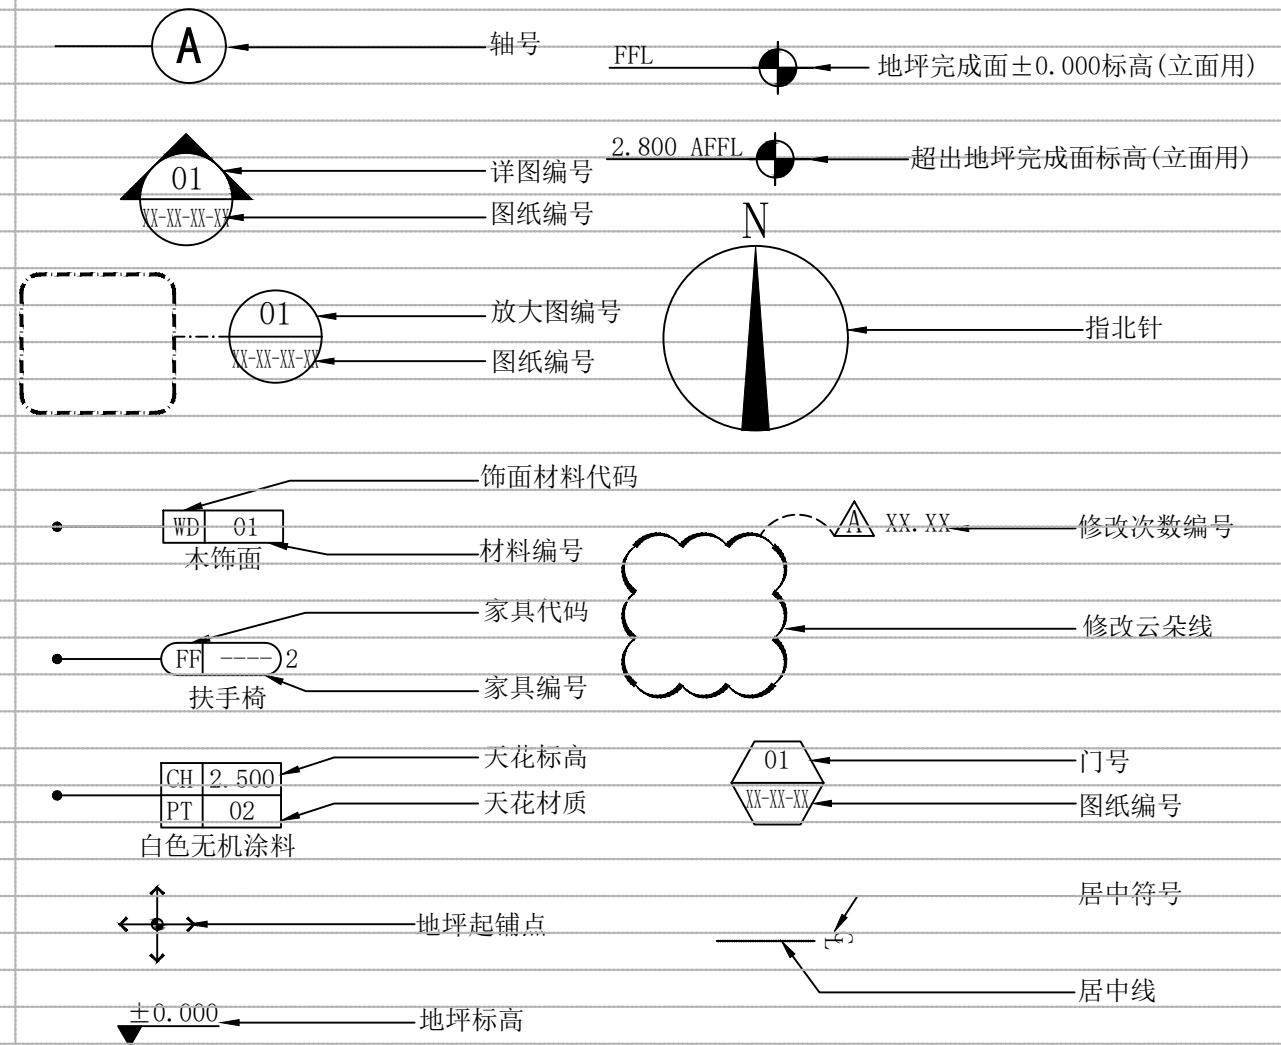 A
轴号
FFL
地坪完成面±0.000标高(立面用)
01
XX-XX-XX-XX
详图编号
图纸编号
2.800 AFFL
超出地坪完成面标高(立面用)
N
指北针
01
XX-XX-XX-XX
放大图编号
图纸编号
饰面材料代码
WD 01
木饰面
材料编号
A XX.XX
修改次数编号
修改云朵线
家具代码
FF ---- 2
扶手椅
家具编号
天花标高
CH 2.500
PT 02
天花材质
白色无机涂料
01
XX-XX-XX
门号
图纸编号
地坪起铺点
居中符号
CL
居中线
±0.000
地坪标高